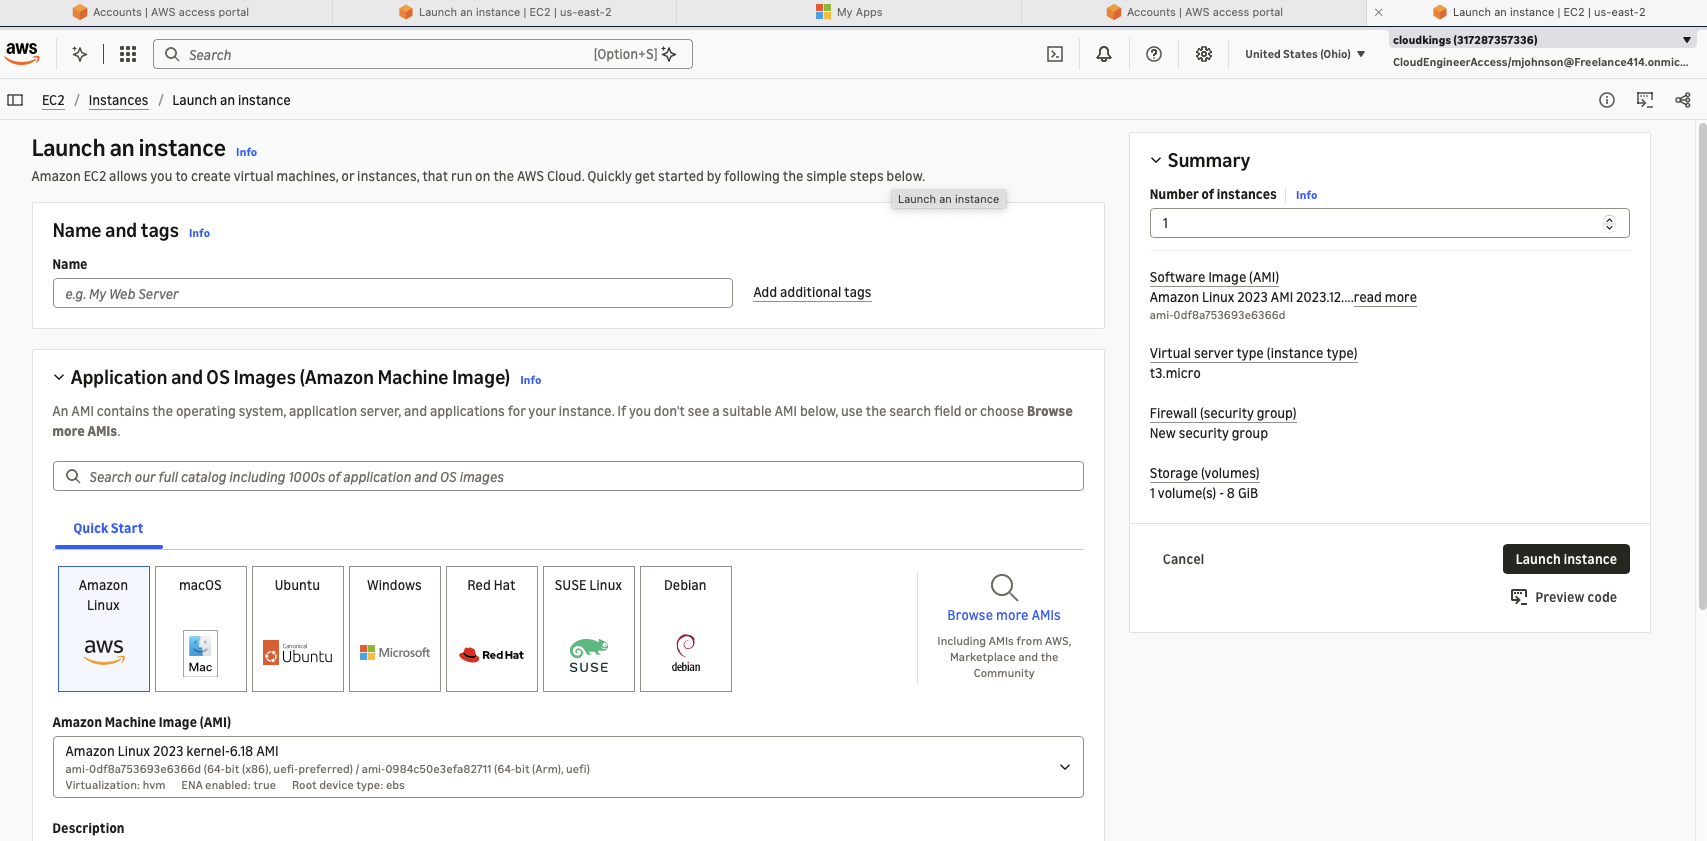 Accounts | AWS access portal
Launch an instance | EC2 | us-east-2
My Apps
Accounts | AWS access portal
Launch an instance | EC2 | us-east-2
aws
Search
[Option+S]
United States (Ohio)
cloudkings (317287357336)
CloudEngineerAccess/mjohnson@Freelance414.onmic...
EC2 / Instances / Launch an instance
Launch an instance Info
Amazon EC2 allows you to create virtual machines, or instances, that run on the AWS Cloud. Quickly get started by following the simple steps below.
Launch an instance
Name and tags Info
Name
e.g. My Web Server
Add additional tags
Application and OS Images (Amazon Machine Image) Info
An AMI contains the operating system, application server, and applications for your instance. If you don't see a suitable AMI below, use the search field or choose Browse
more AMIs.
Search our full catalog including 1000s of application and OS images
Quick Start
Amazon
Linux
aws
macOS
Mac
Ubuntu
Canonical
Ubuntu
Windows
Microsoft
Red Hat
Red Hat
SUSE Linux
SUSE
Debian
debian
Browse more AMIs
Including AMIs from AWS,
Marketplace and the
Community
Amazon Machine Image (AMI)
Amazon Linux 2023 kernel-6.18 AMI
ami-0df8a753693e6366d (64-bit (x86), uefi-preferred) / ami-0984c50e3efa82711 (64-bit (Arm), uefi)
Virtualization: hvm ENA enabled: true Root device type: ebs
Description
Summary
Number of instances Info
1
Software Image (AMI)
Amazon Linux 2023 AMI 2023.12....read more
ami-0df8a753693e6366d
Virtual server type (instance type)
t3.micro
Firewall (security group)
New security group
Storage (volumes)
1 volume(s) - 8 GiB
Cancel
Launch instance
Preview code